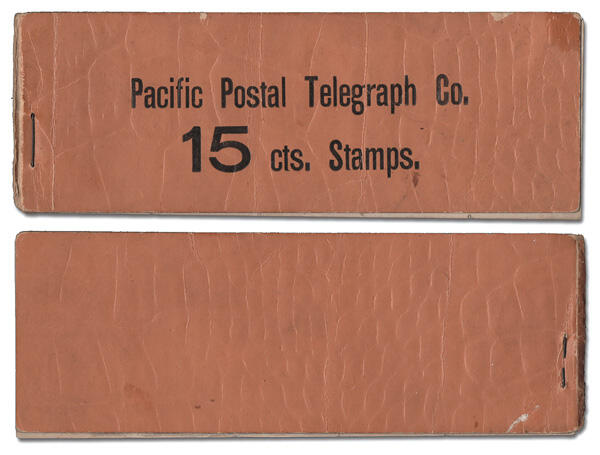 Pacific Postal Telegraph Co.
15 cts. Stamps.